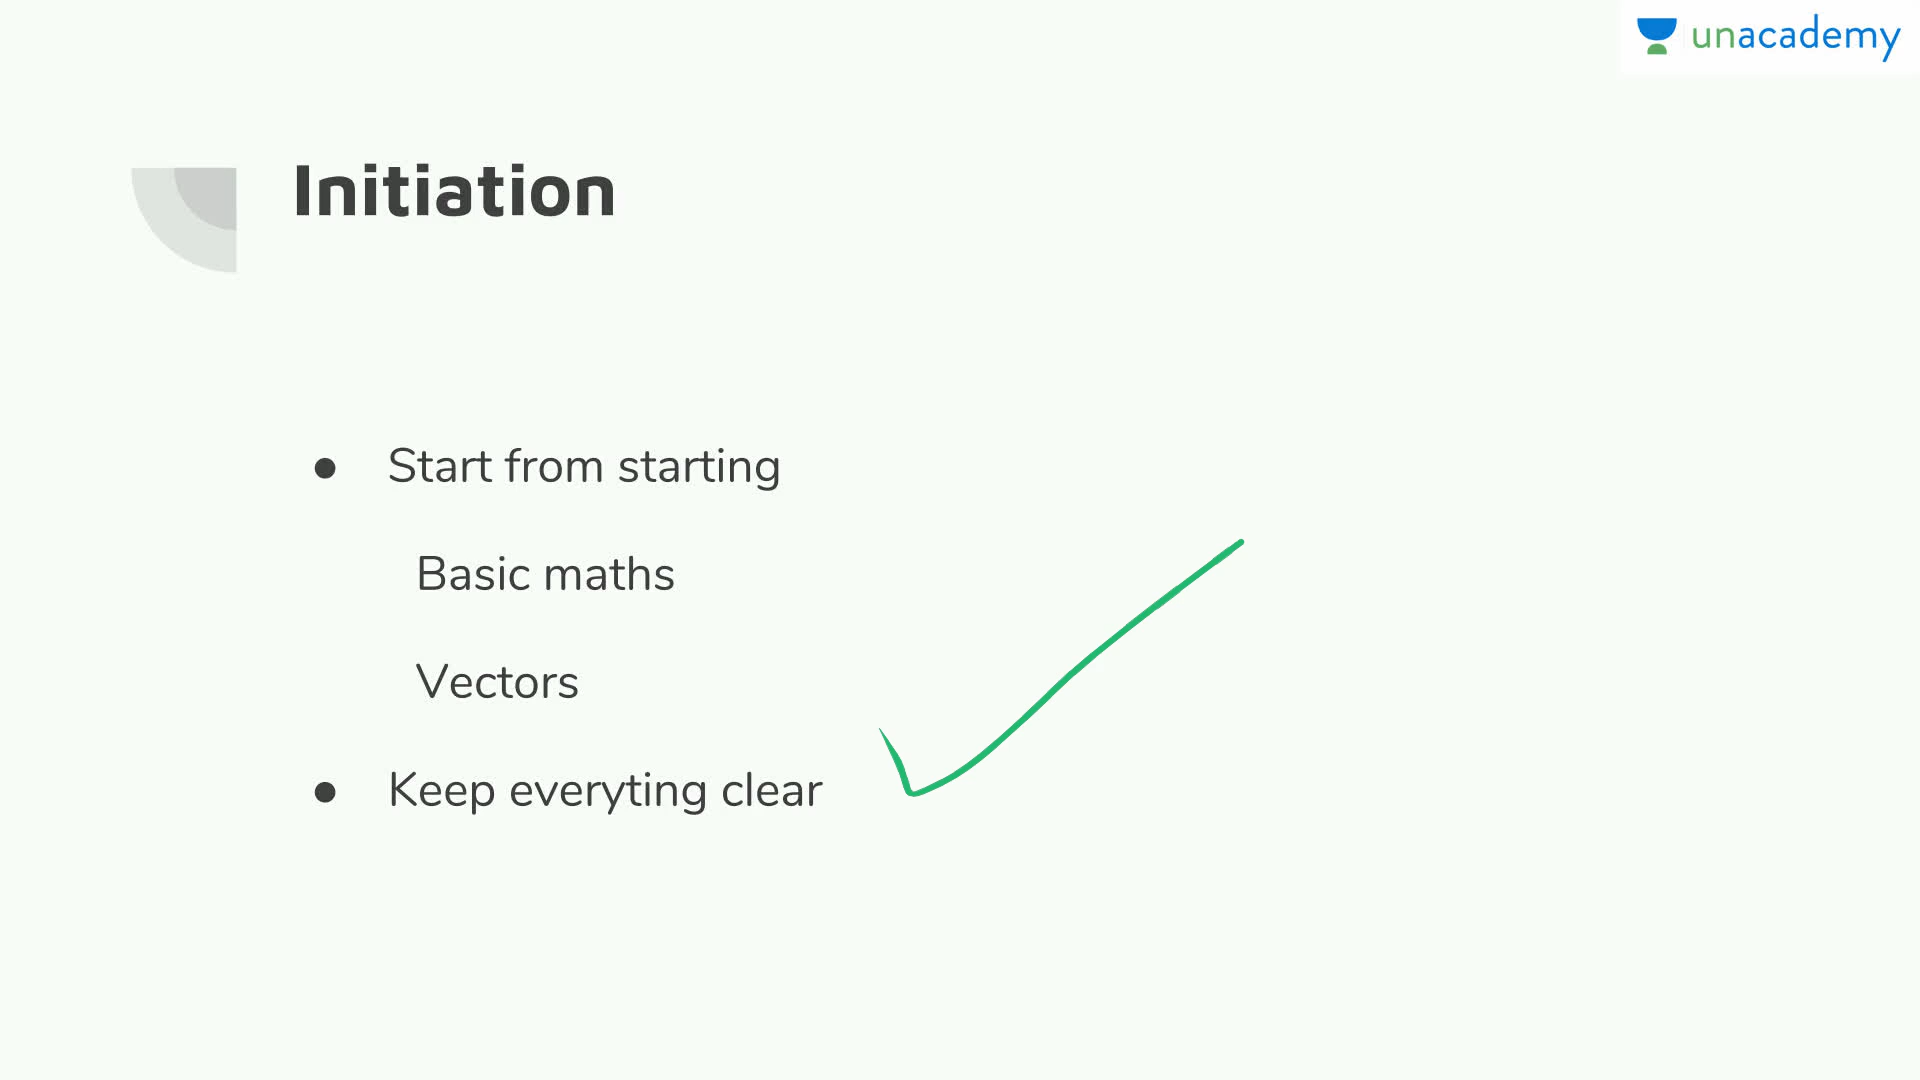 unacademy
Initiation
● Start from starting
Basic maths
Vectors
● Keep everyting clear